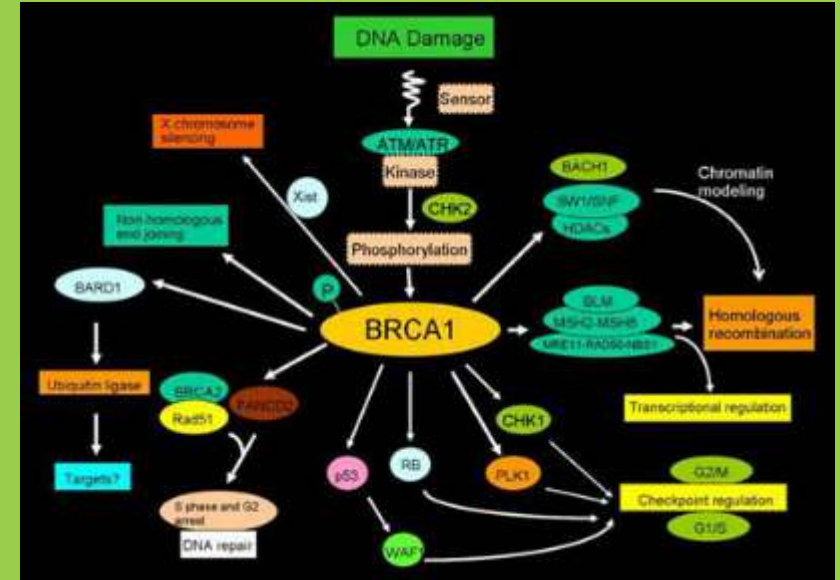 DNA Damage
Sensor
X chromosome
silencing
ATM/ATR
Kinase
BACH1
Chromatin
modeling
Xist
CHK2
SW1/SNF
HDACs
Non-homologous
end joining
Phosphorylation
BARD1
P
BRCA1
BLM
MSH2-MSH6
MRE11-RAD50-NBS1
Homologous
recombination
Ubiquitin ligase
BRCA2
FANCD2
Rad51
Transcriptional regulation
CHK1
Targets?
p53
RB
PLK1
G2/M
Checkpoint regulation
G1/S
S phase and G2
arrest
DNA repair
WAF1